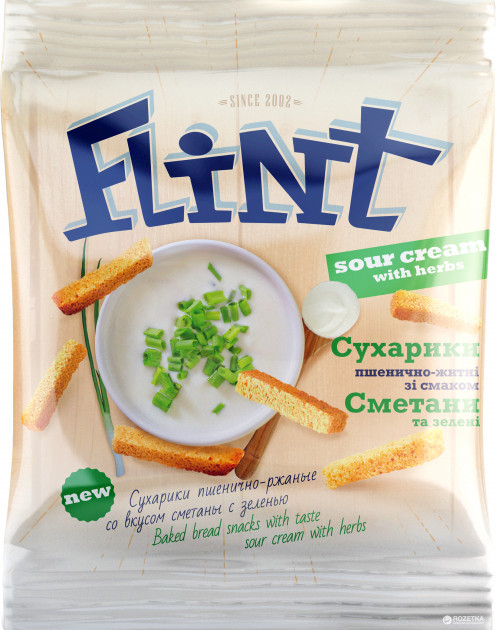 SINCE 2002
Flint
sour cream
with herbs
Сухарики
пшенично-житні
зі смаком
Сметани
та зелені
new
Сухарики пшенично-ржаные
со вкусом сметаны с зеленью
Baked bread snacks with taste
sour cream with herbs
ROZETKA